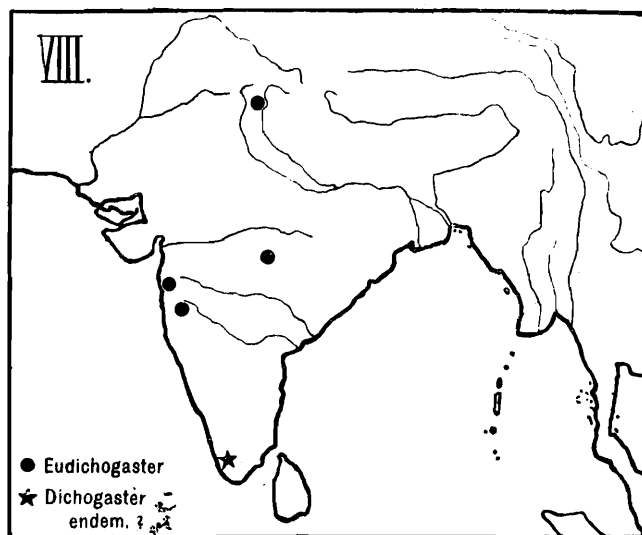 VIII.
● Eudichogaster
★ Dichogaster
endem. ?